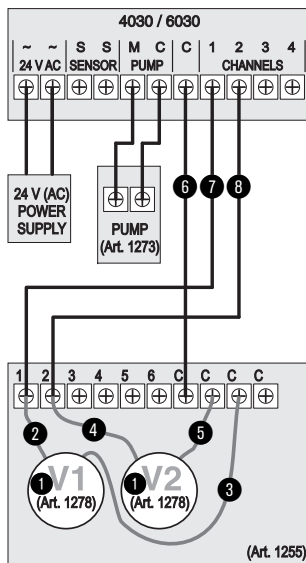 4030 / 6030
~ ~ S S M C C 1 2 3 4
24 V AC SENSOR PUMP CHANNELS
24 V (AC)
POWER
SUPPLY
PUMP
(Art. 1273)
6 7 8
1 2 3 4 5 6 C C C C
2 4 5
1 V1 1 V2 3
(Art. 1278) (Art. 1278)
(Art. 1255)